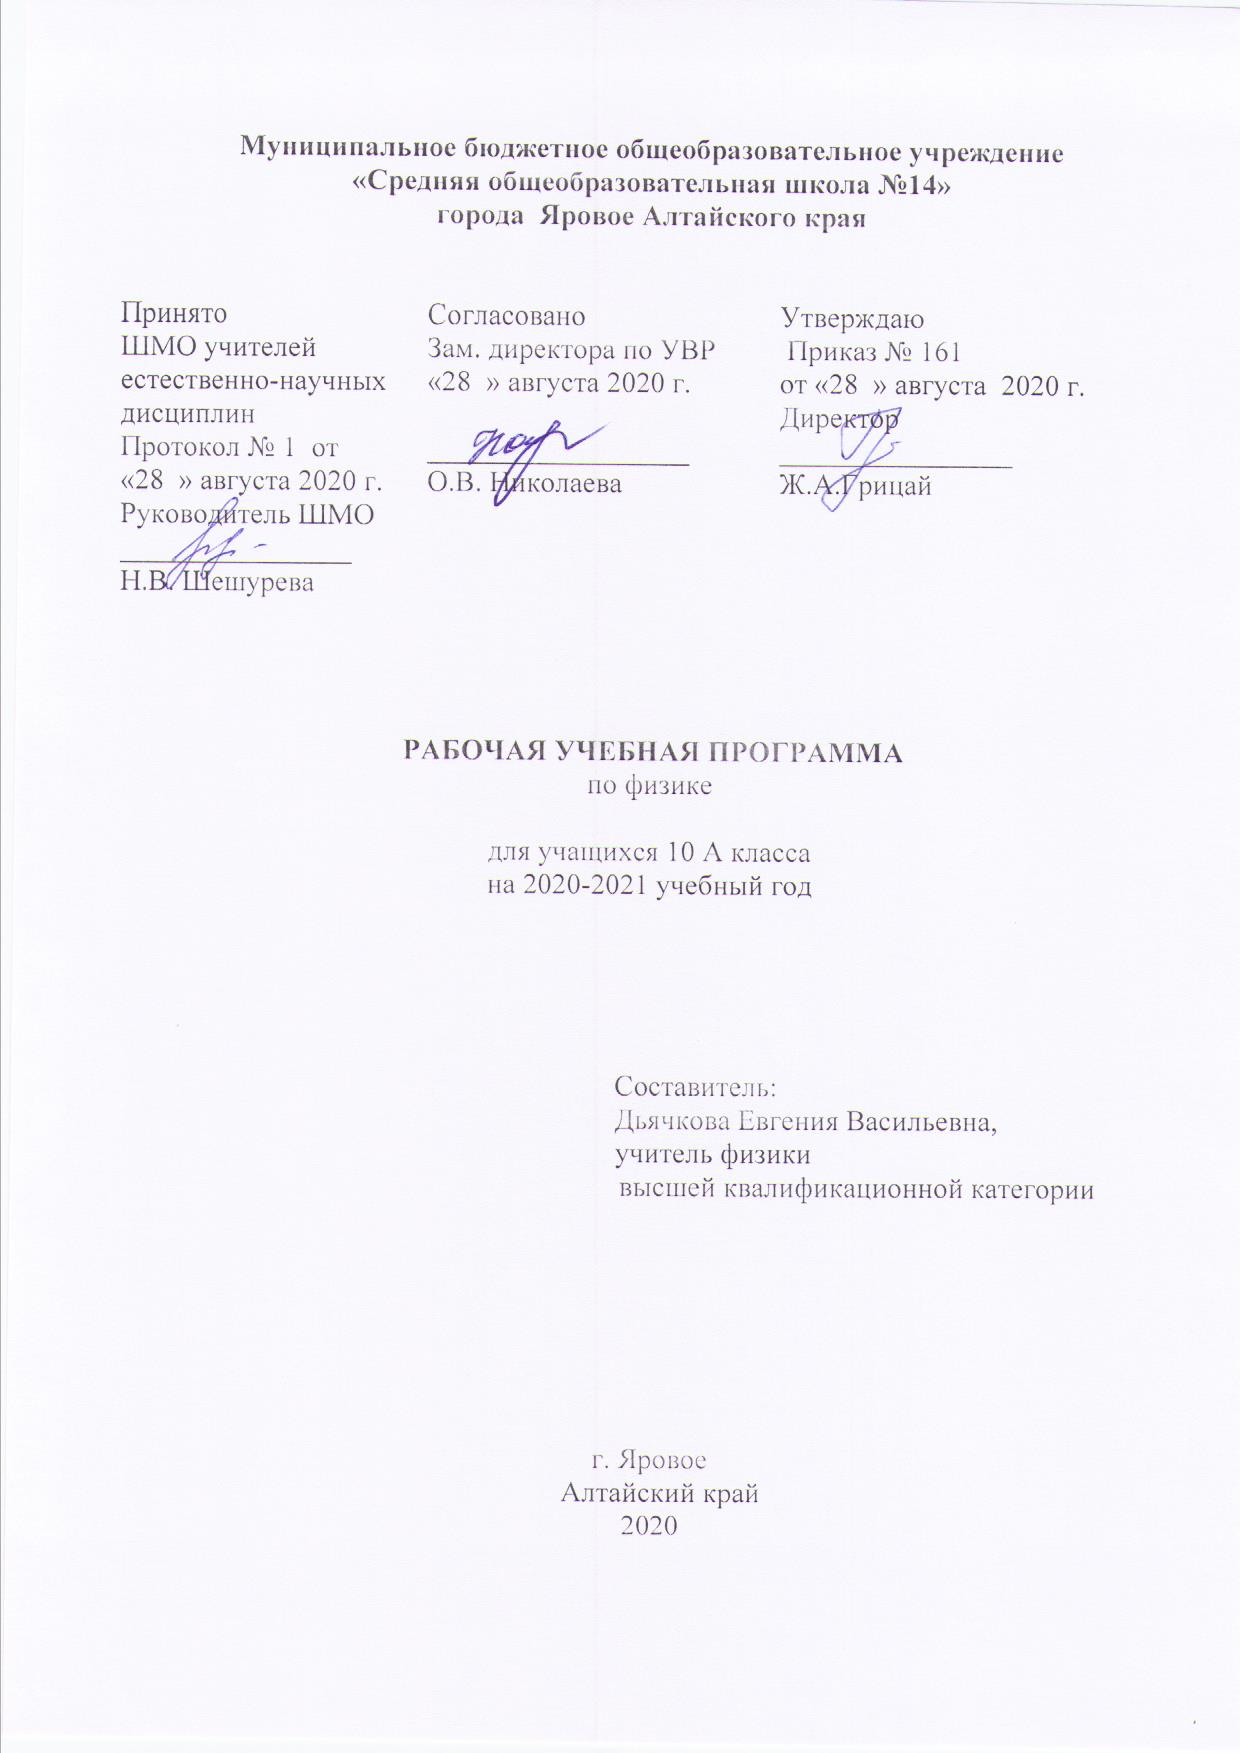 Муниципальное бюджетное общеобразовательное учреждение
«Средняя общеобразовательная школа №14»
города Яровое Алтайского края
Принято
ШМО учителей
естественно-научных
дисциплин
Протокол № 1 от
«28 » августа 2020 г.
Руководитель ШМО
Н.В. Шешурева
Согласовано
Зам. директора по УВР
«28 » августа 2020 г.
О.В. Николаева
Утверждаю
Приказ № 161
от «28 » августа 2020 г.
Директор
Ж.А.Грицай
РАБОЧАЯ УЧЕБНАЯ ПРОГРАММА
по физике
для учащихся 10 А класса
на 2020-2021 учебный год
Составитель:
Дьячкова Евгения Васильевна,
учитель физики
высшей квалификационной категории
г. Яровое
Алтайский край
2020